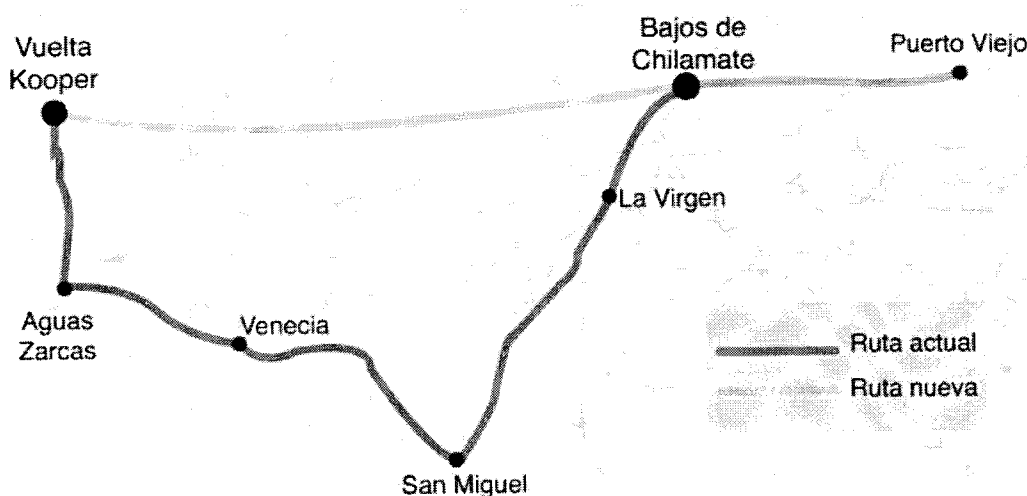 Vuelta
Kooper
Bajos de
Chilamate
Puerto Viejo
La Virgen
Aguas
Zarcas
Venecia
Ruta actual
Ruta nueva
San Miguel